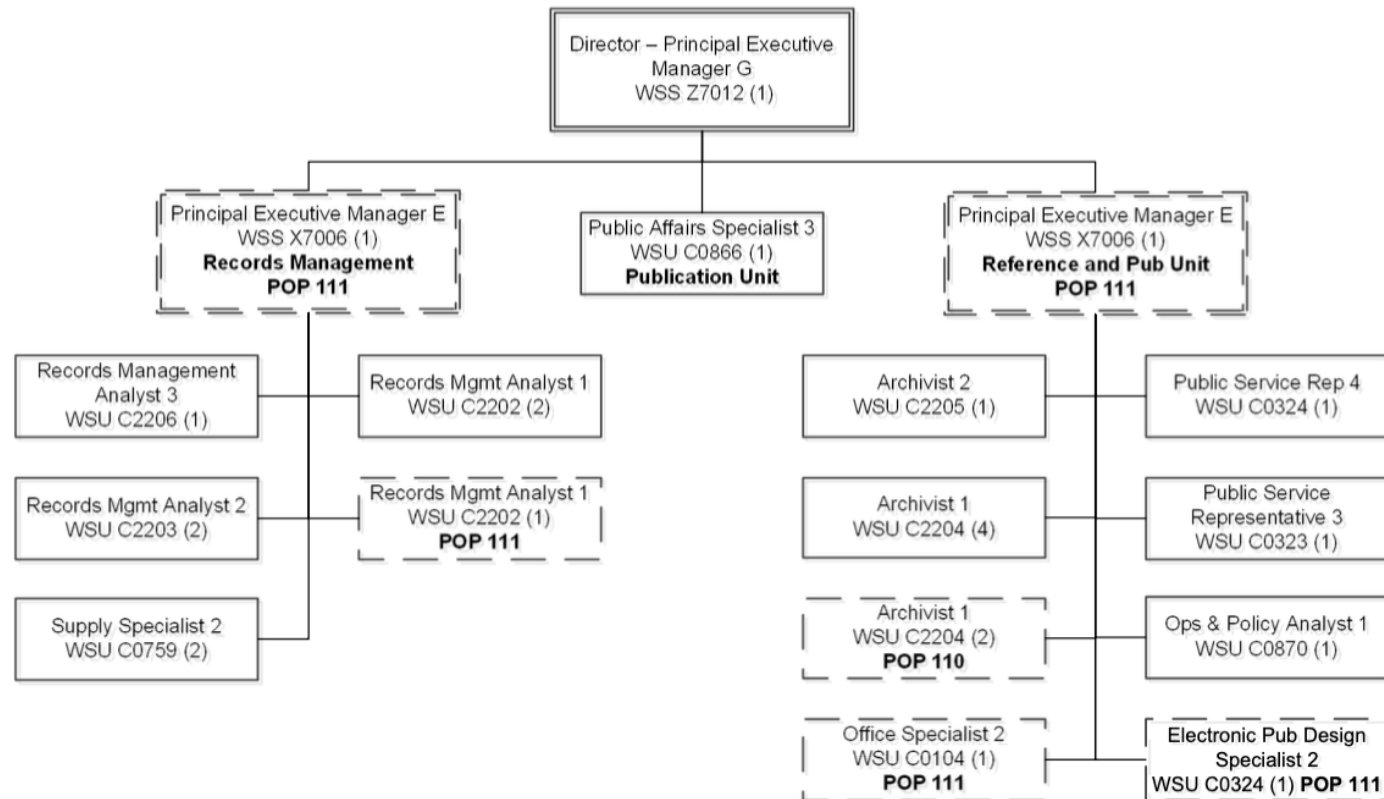 Director – Principal Executive
Manager G
WSS Z7012 (1)
Principal Executive Manager E
WSS X7006 (1)
Records Management
POP 111
Public Affairs Specialist 3
WSU C0866 (1)
Publication Unit
Principal Executive Manager E
WSS X7006 (1)
Reference and Pub Unit
POP 111
Records Management
Analyst 3
WSU C2206 (1)
Records Mgmt Analyst 1
WSU C2202 (2)
Records Mgmt Analyst 2
WSU C2203 (2)
Records Mgmt Analyst 1
WSU C2202 (1)
POP 111
Supply Specialist 2
WSU C0759 (2)
Archivist 2
WSU C2205 (1)
Public Service Rep 4
WSU C0324 (1)
Archivist 1
WSU C2204 (4)
Public Service
Representative 3
WSU C0323 (1)
Archivist 1
WSU C2204 (2)
POP 110
Ops & Policy Analyst 1
WSU C0870 (1)
Office Specialist 2
WSU C0104 (1)
POP 111
Electronic Pub Design
Specialist 2
WSU C0324 (1) POP 111